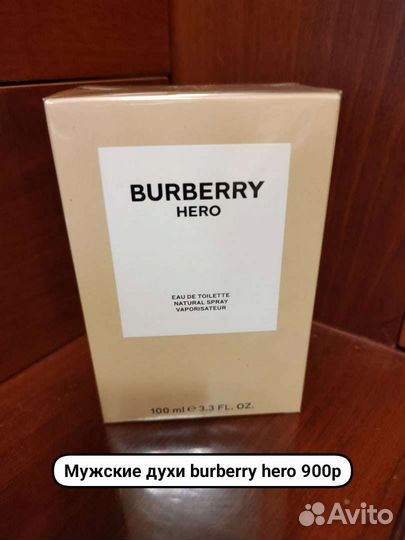 BURBERRY
HERO
EAU DE TOILETTE
NATURAL SPRAY
VAPORISATEUR
100 ml ℮ 3.3 FL. OZ.
Мужские духи burberry hero 900р
Avito